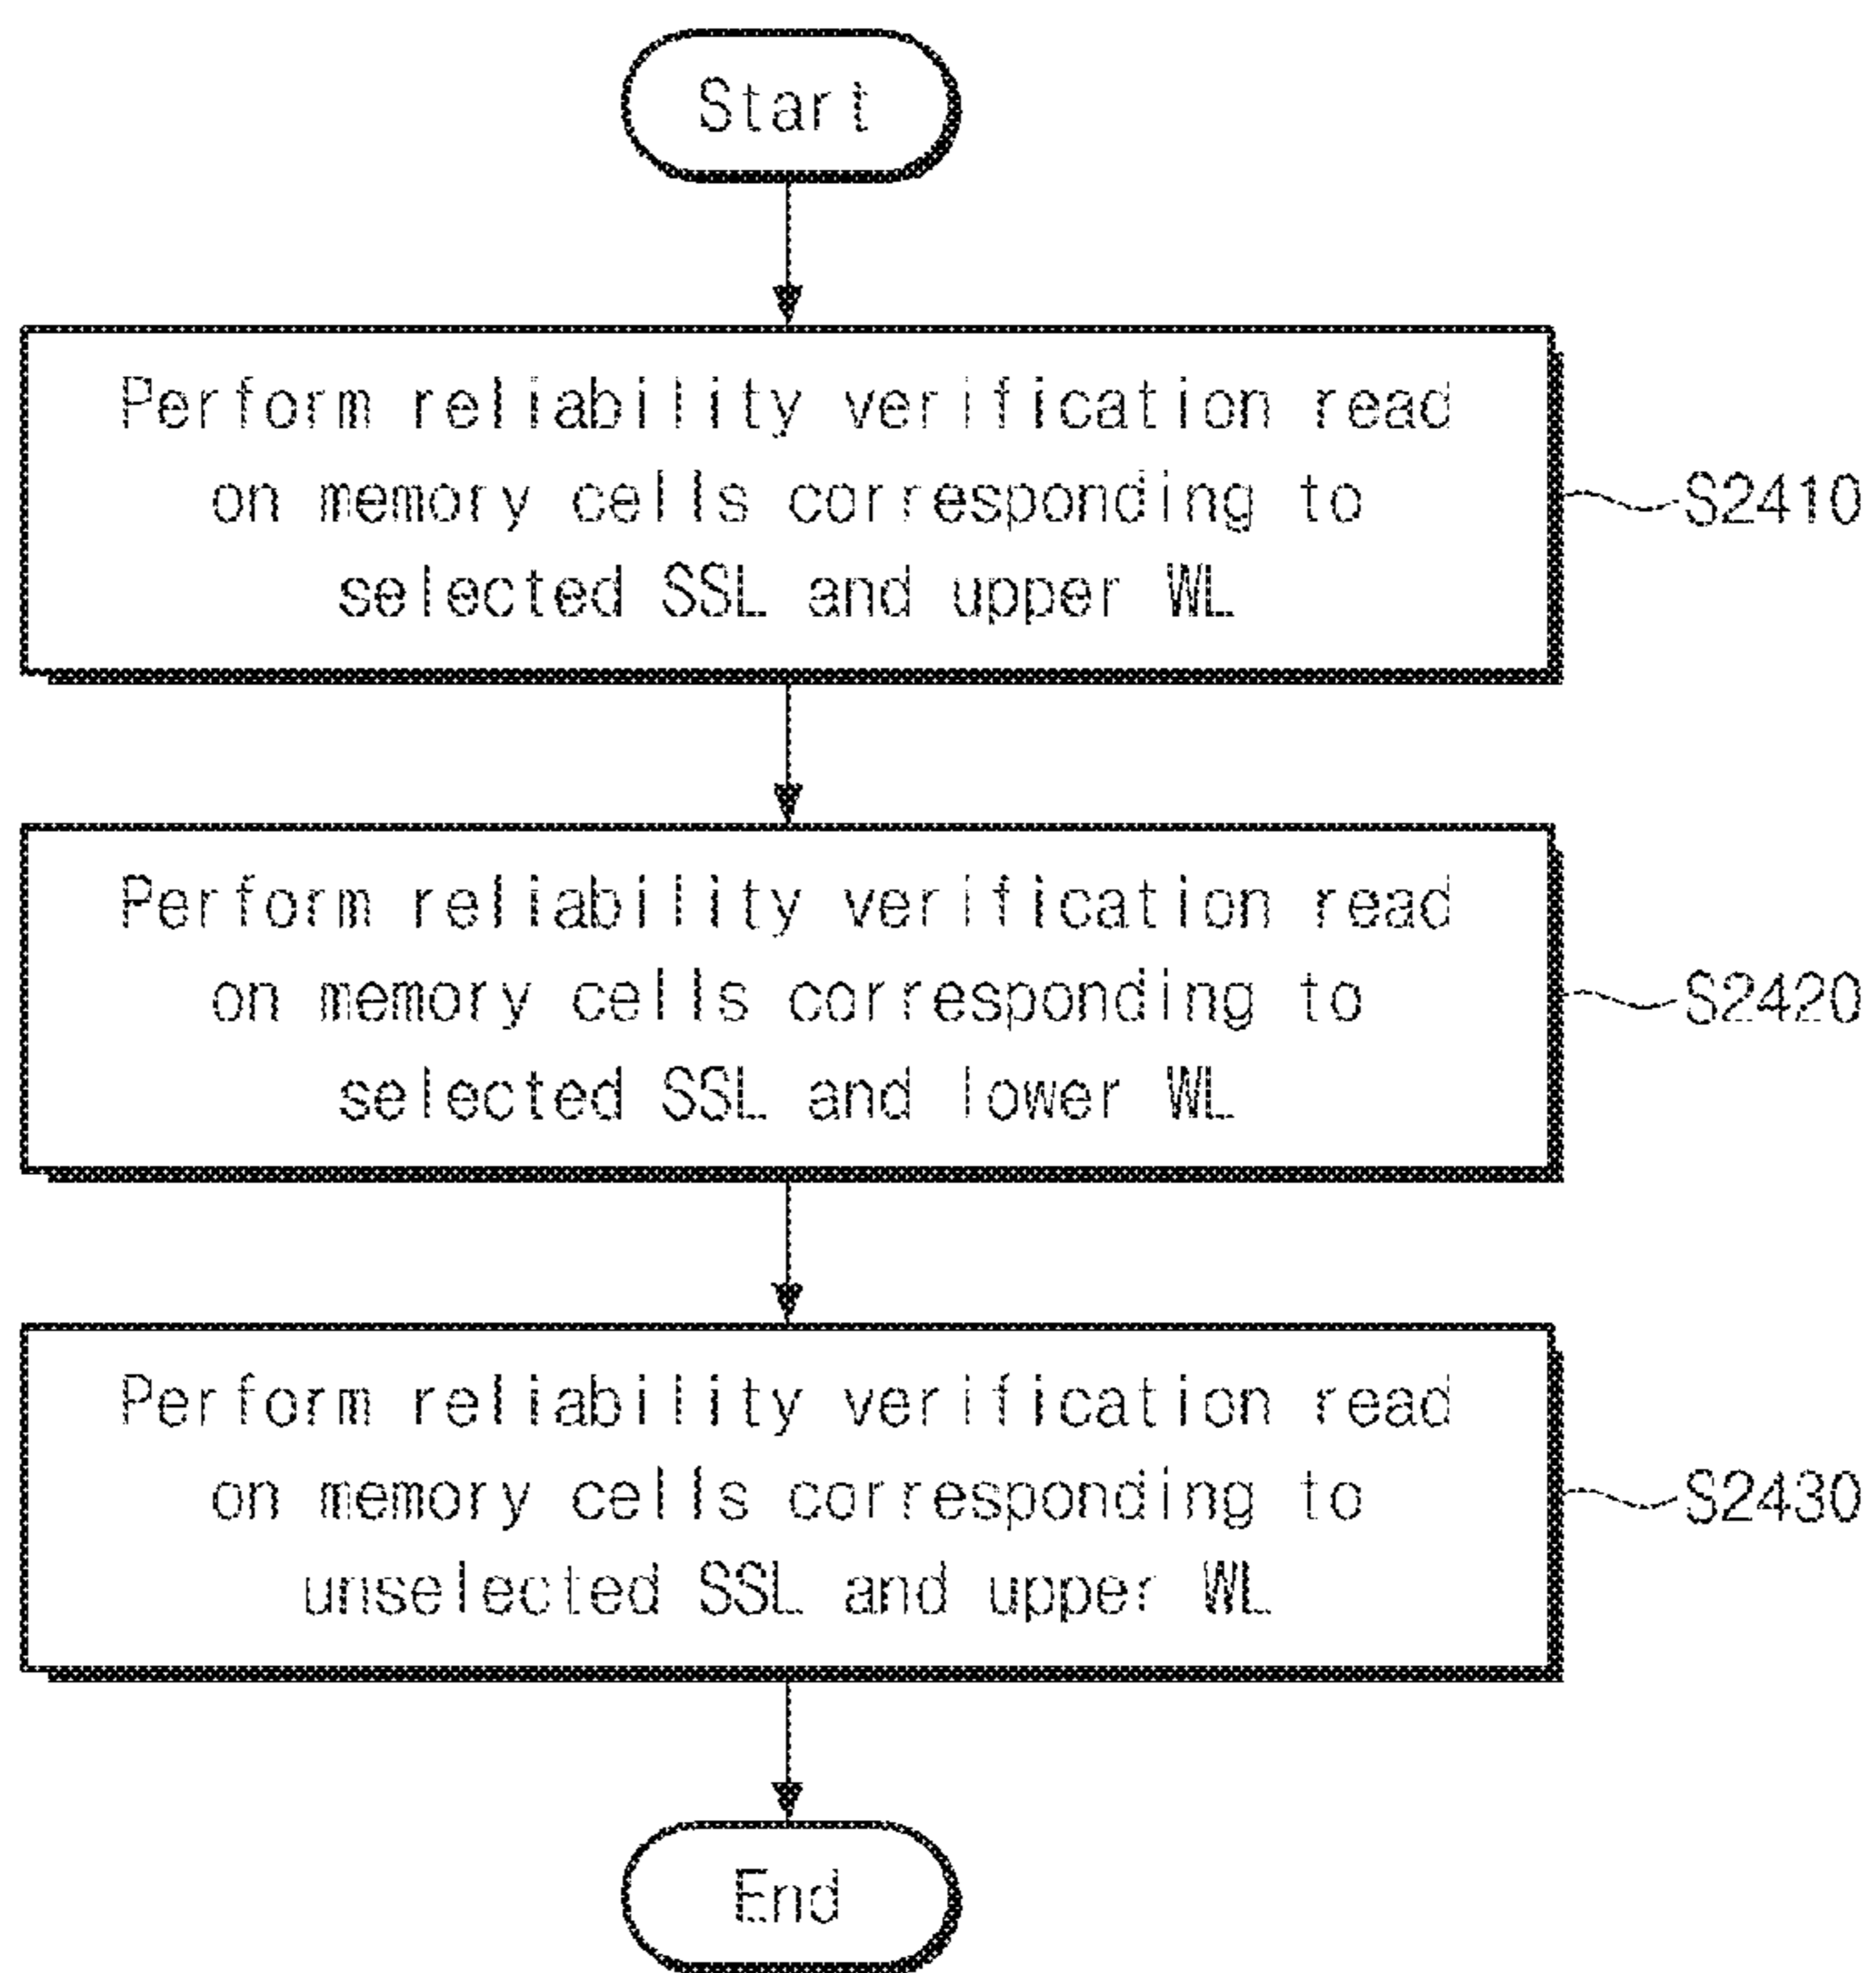 Start
Perform reliability verification read
on memory cells corresponding to
selected SSL and upper WL
S2410
Perform reliability verification read
on memory cells corresponding to
selected SSL and lower WL
S2420
Perform reliability verification read
on memory cells corresponding to
unselected SSL and upper WL
S2430
End